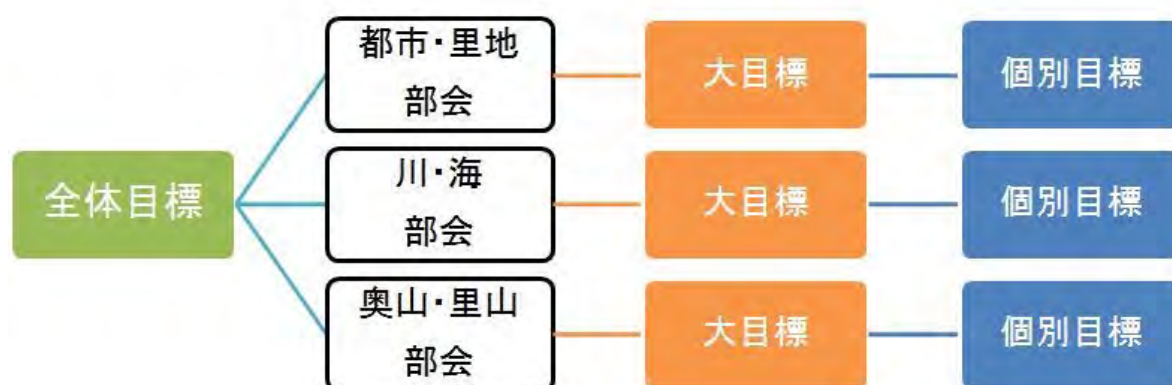 全体目標
都市・里地
部会
大目標
個別目標
川・海
部会
大目標
個別目標
奥山・里山
部会
大目標
個別目標